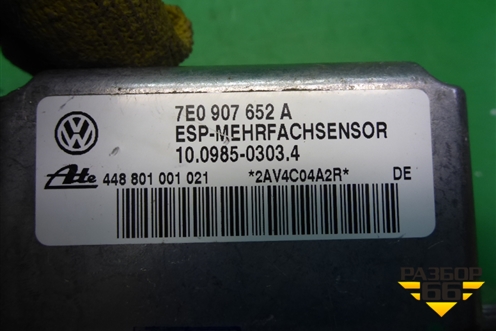 7E0 907 652 A
ESP-MEHRFACHSENSOR
10.0985-0303.4
Ate 448 801 001 021 *2AV4C04A2R* DE
РАЗБОР
66